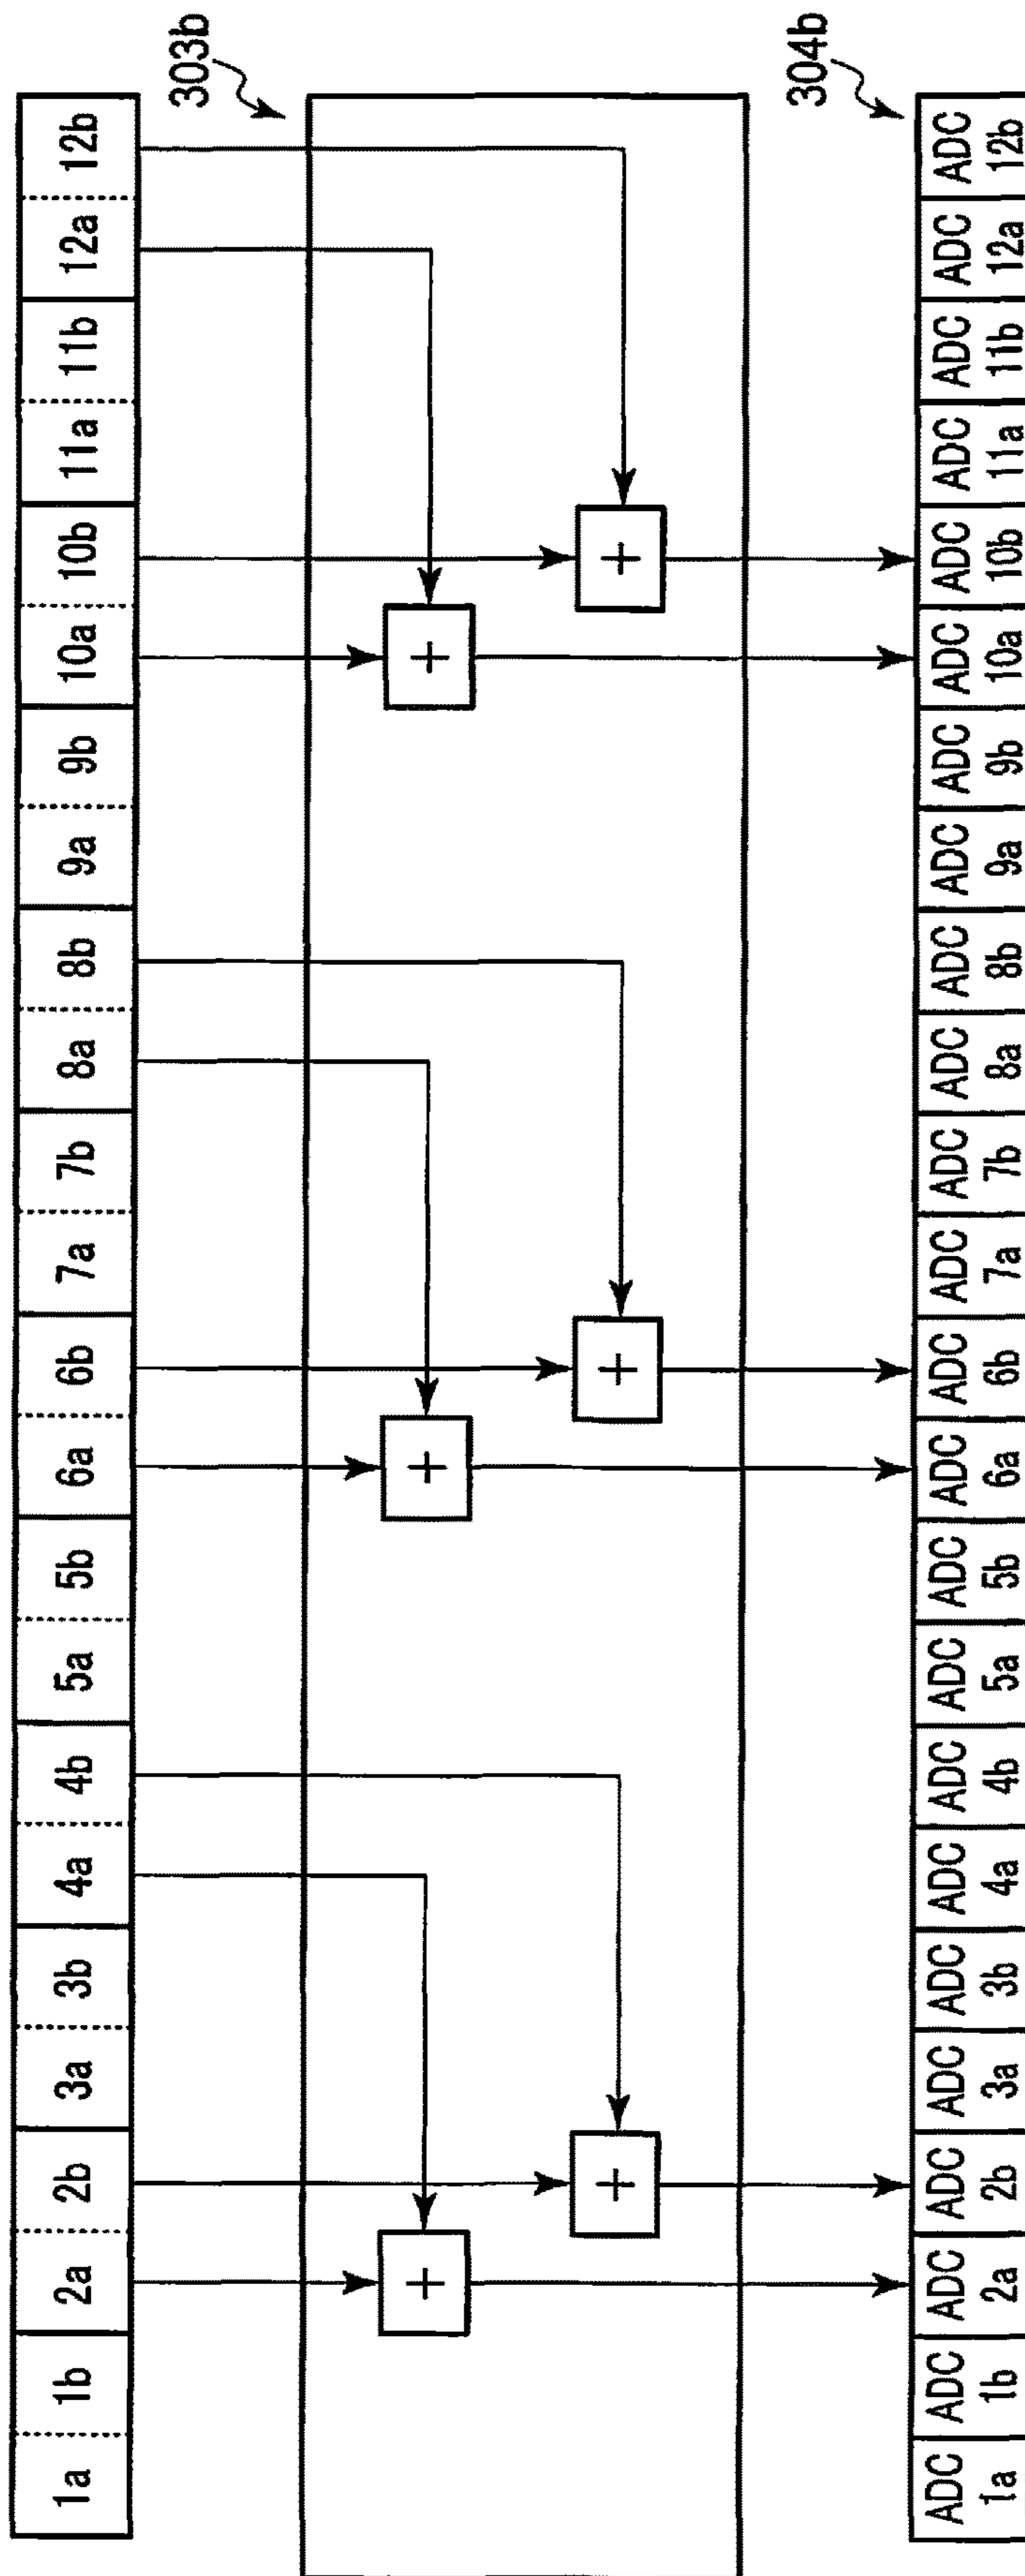 1a 1b 2a 2b 3a 3b 4a 4b 5a 5b 6a 6b 7a 7b 8a 8b 9a 9b 10a 10b 11a 11b 12a 12b
303b
+ + +
+ + +
304b
ADC ADC ADC ADC ADC ADC ADC ADC ADC ADC ADC ADC ADC ADC ADC ADC ADC ADC ADC ADC ADC ADC ADC ADC
1a 1b 2a 2b 3a 3b 4a 4b 5a 5b 6a 6b 7a 7b 8a 8b 9a 9b 10a 10b 11a 11b 12a 12b